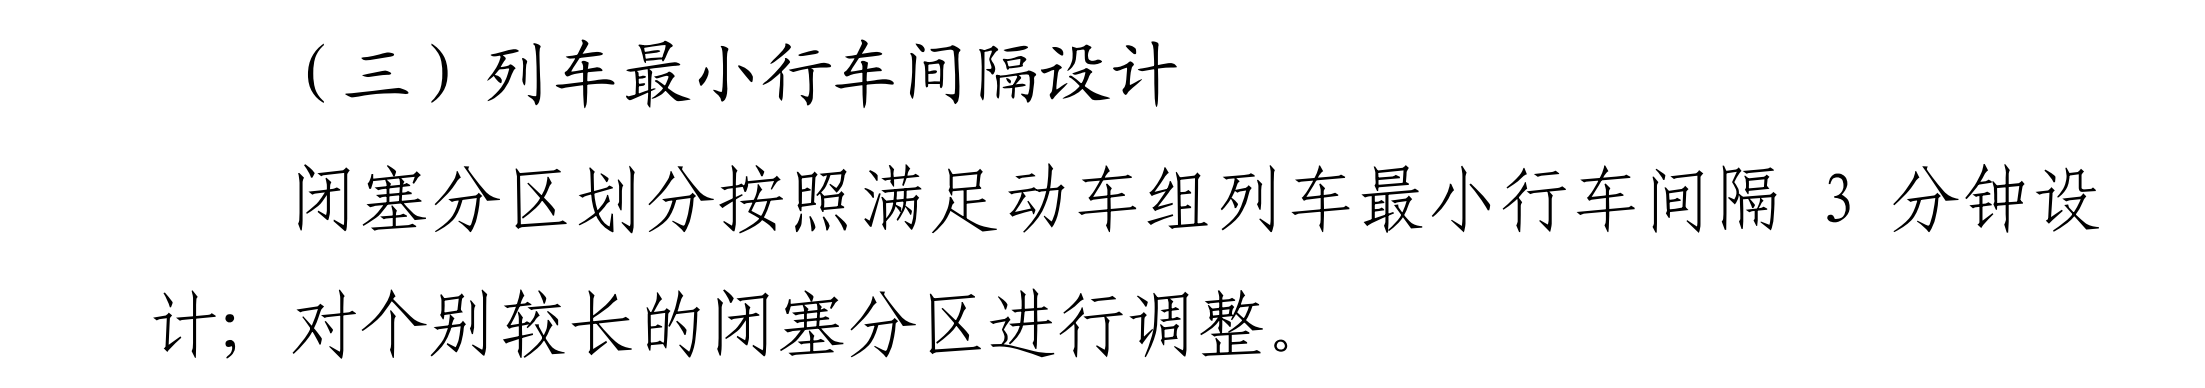 （三）列车最小行车间隔设计
闭塞分区划分按照满足动车组列车最小行车间隔 3 分钟设
计；对个别较长的闭塞分区进行调整。